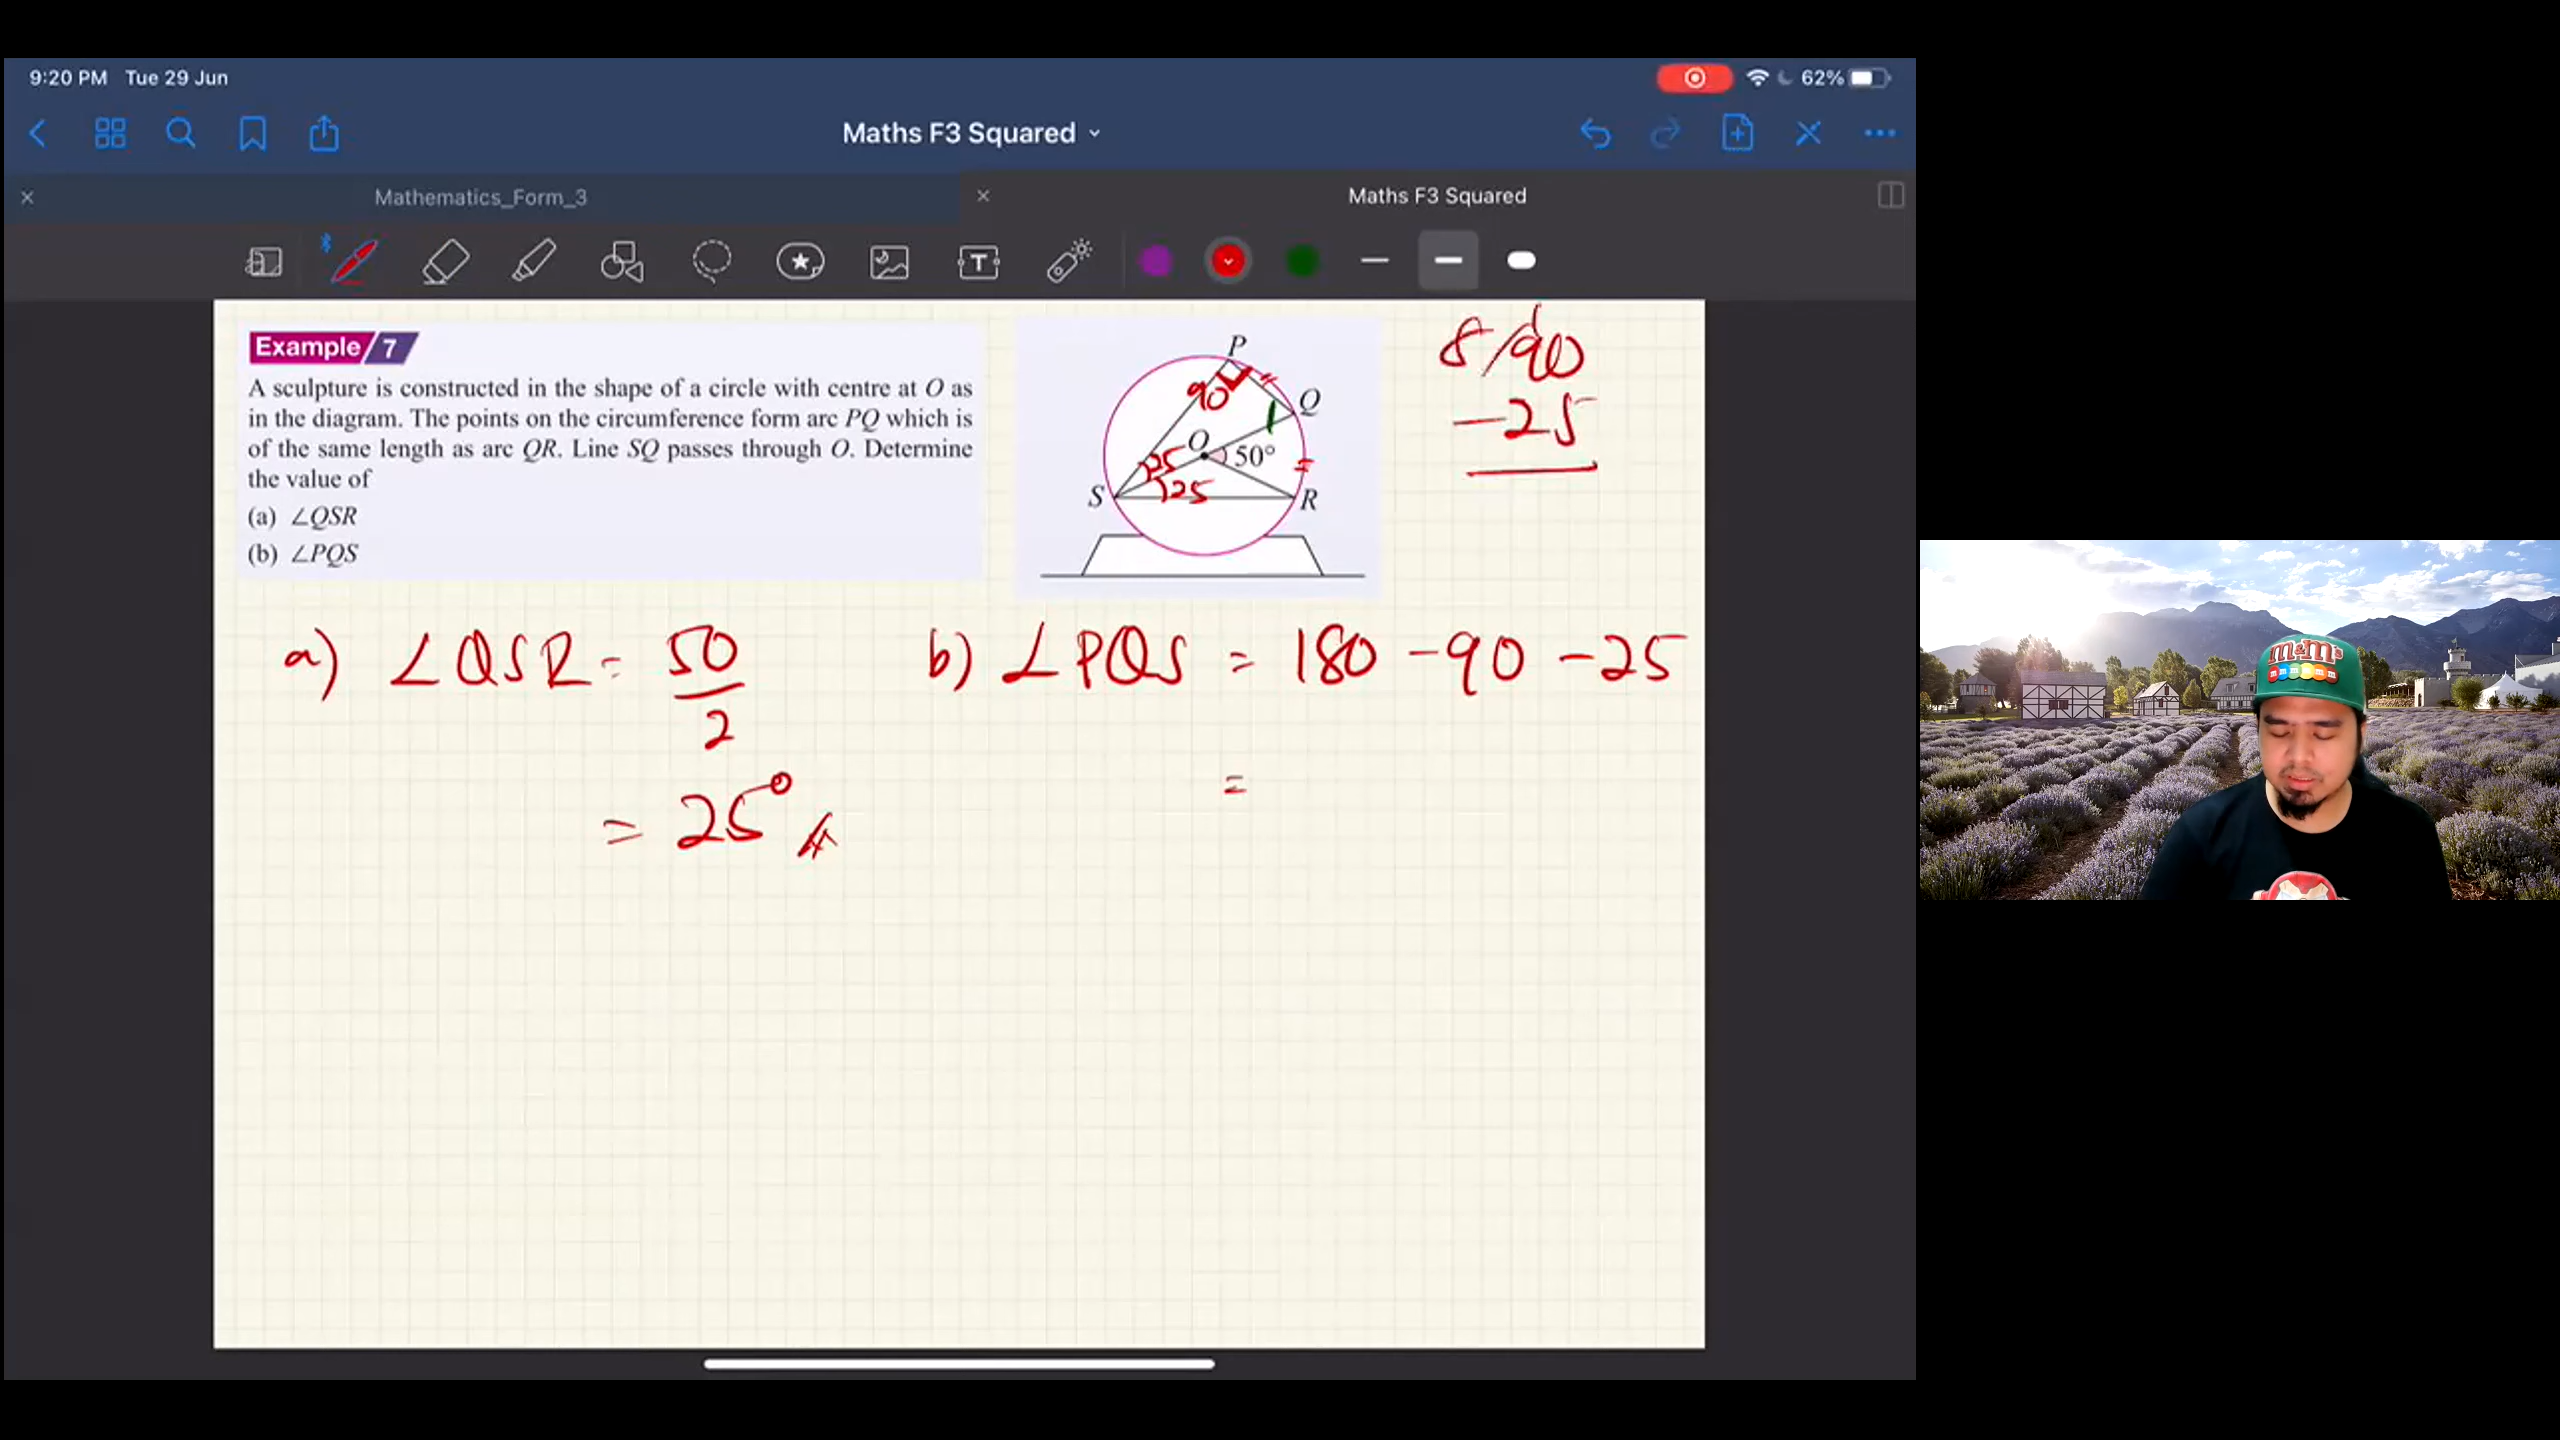 9:20 PM Tue 29 Jun
62%
Maths F3 Squared
Mathematics_Form_3
Maths F3 Squared
T
Example 7
A sculpture is constructed in the shape of a circle with centre at O as
in the diagram. The points on the circumference form arc PQ which is
of the same length as arc QR. Line SQ passes through O. Determine
the value of
(a) ∠QSR
(b) ∠PQS
P
90
Q
O
50°
25
S
25
R
90
-25
a) ∠QSR = 50/2
= 25°
b) ∠PQS = 180 - 90 - 25
=
m&m's
m m m m m